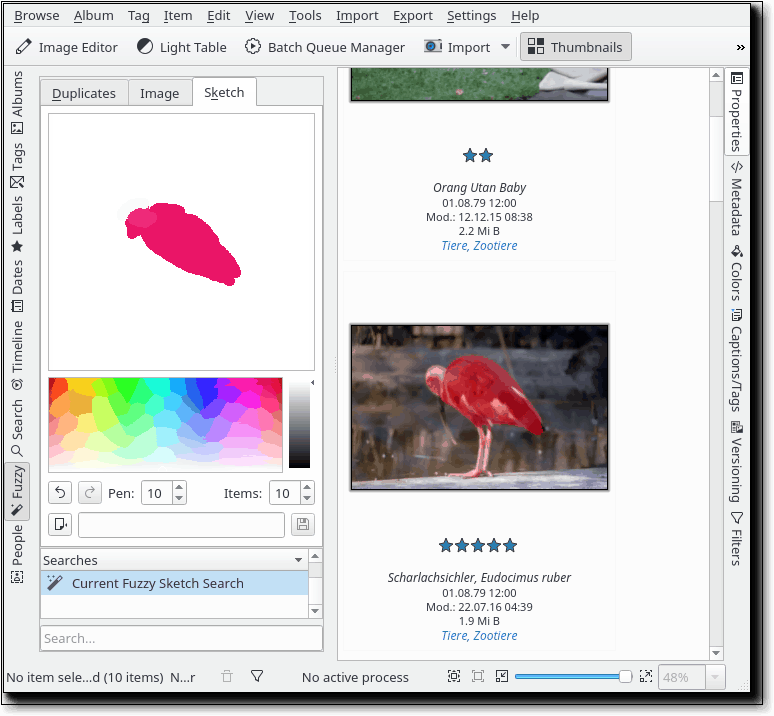 Browse Album Tag Item Edit View Tools Import Export Settings Help
Image Editor Light Table Batch Queue Manager Import Thumbnails »
Albums
Tags
Labels
Dates
Timeline
Search
Fuzzy
People
Duplicates Image Sketch
Pen: 10 Items: 10
Searches
Current Fuzzy Sketch Search
Search...
Orang Utan Baby
01.08.79 12:00
Mod.: 12.12.15 08:38
2.2 Mi B
Tiere, Zootiere
Scharlachsichler, Eudocimus ruber
01.08.79 12:00
Mod.: 22.07.16 04:39
1.9 Mi B
Tiere, Zootiere
Properties
Metadata
Colors
Captions/Tags
Versioning
Filters
No item sele...d (10 items) N...r No active process 48%